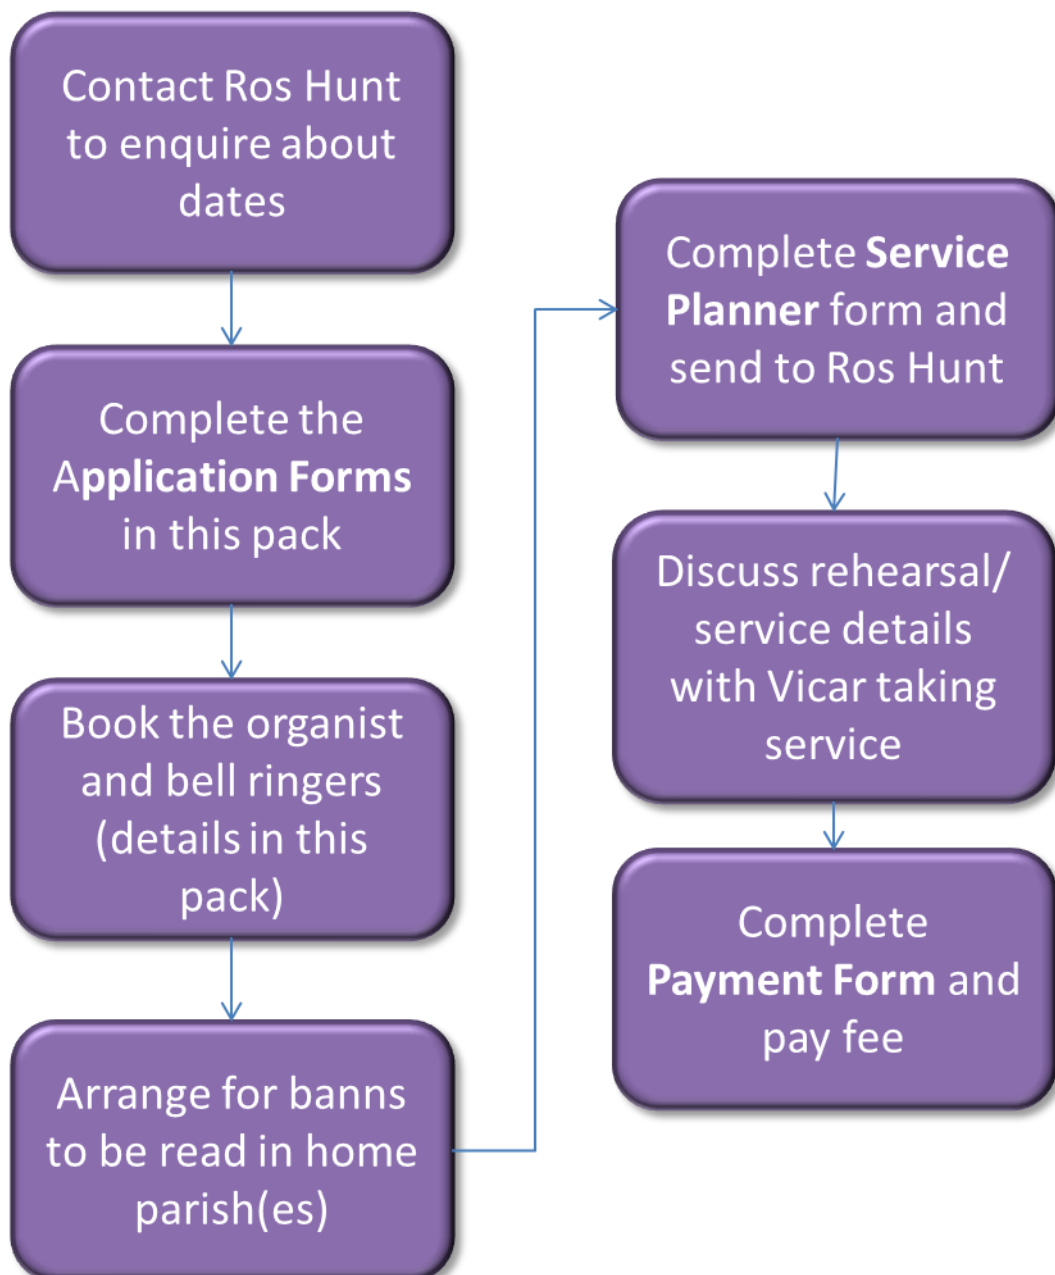 Contact Ros Hunt
to enquire about
dates
Complete the
Application Forms
in this pack
Book the organist
and bell ringers
(details in this
pack)
Arrange for banns
to be read in home
parish(es)
Complete Service
Planner form and
send to Ros Hunt
Discuss rehearsal/
service details
with Vicar taking
service
Complete
Payment Form and
pay fee